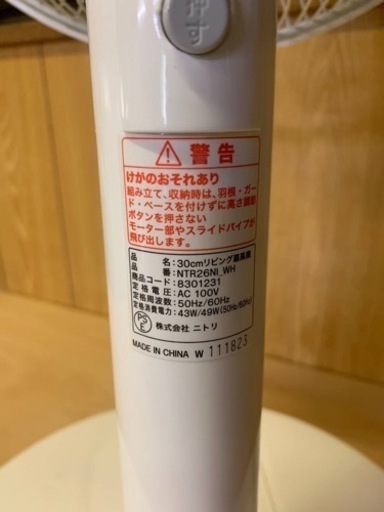 押す
警告
けがのおそれあり
組み立て、収納時は、羽根・ガー
ド・ベースを付けずに高さ調節
ボタンを押さない
モーター部やスライドパイプが
飛び出します。
品 名:30cmリビング扇風機
品 番:NTR26NI_WH
商品コード:8301231
定格電圧:AC 100V
定格周波数:50Hz/60Hz
定格消費電力:43W/49W(50Hz/60Hz)
PSE 株式会社 ニトリ
MADE IN CHINA W 111823